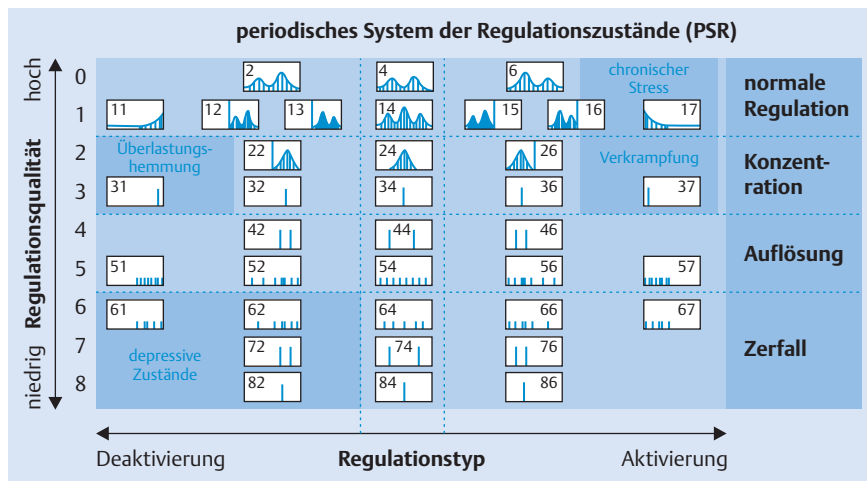 periodisches System der Regulationszustände (PSR)
hoch
Regulationsqualität
niedrig
0
2
4
6
chronischer
Stress
normale
Regulation
1
11
12
13
14
15
16
17
2
Überlastungs-
hemmung
22
24
26
Verkrampfung
Konzent-
ration
3
31
32
34
36
37
4
42
44
46
Auflösung
5
51
52
54
56
57
6
61
62
64
66
67
Zerfall
7
depressive
Zustände
72
74
76
8
82
84
86
Deaktivierung
Regulationstyp
Aktivierung